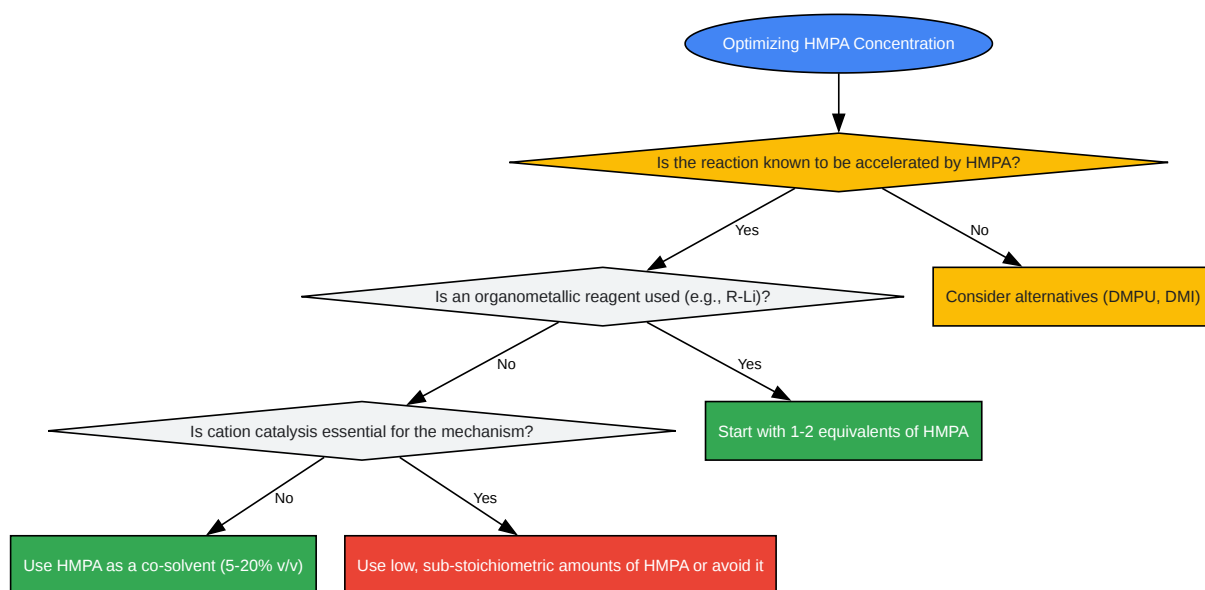 Optimizing HMPA Concentration
Is the reaction known to be accelerated by HMPA?
Yes
No
Is an organometallic reagent used (e.g., R-Li)?
Consider alternatives (DMPU, DMI)
No
Yes
Is cation catalysis essential for the mechanism?
Start with 1-2 equivalents of HMPA
No
Yes
Use HMPA as a co-solvent (5-20% v/v)
Use low, sub-stoichiometric amounts of HMPA or avoid it